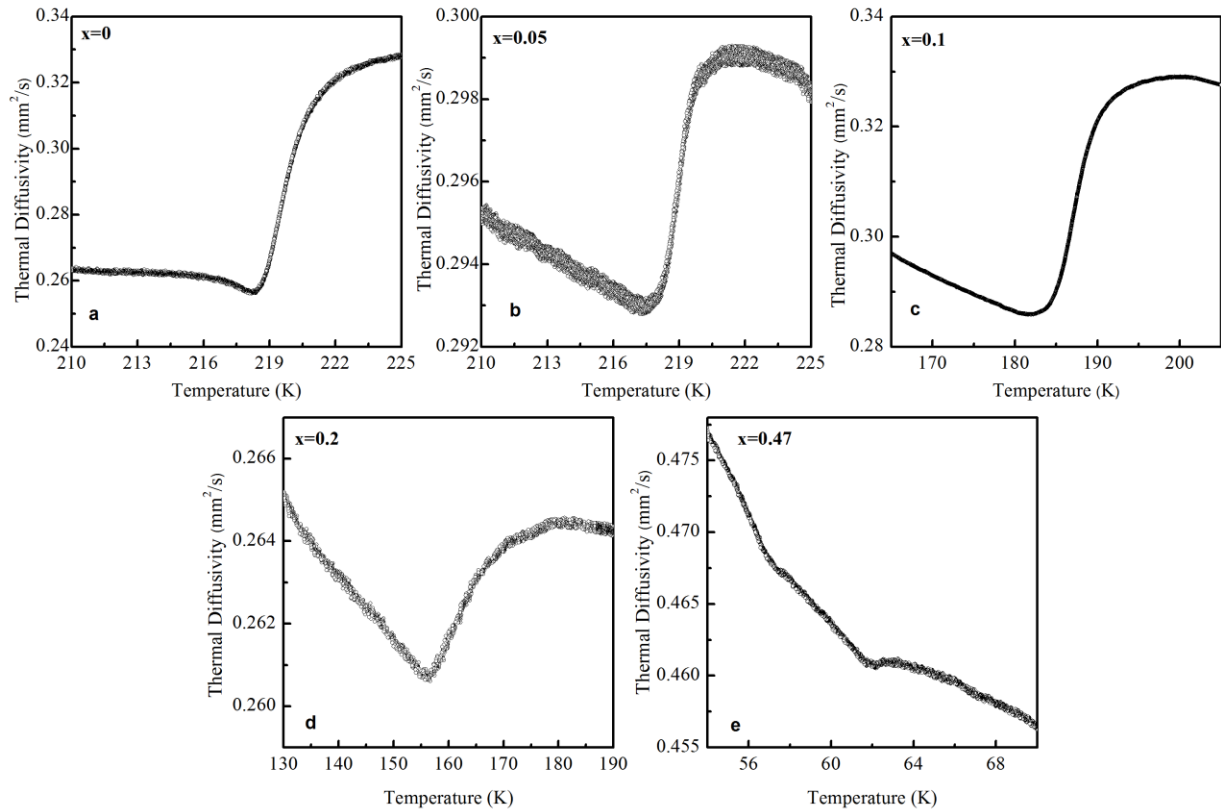 x=0
0.34
0.32
0.30
0.28
0.26
0.24
Thermal Diffusivity (mm²/s)
a
210 213 216 219 222 225
Temperature (K)
x=0.05
0.300
0.298
0.296
0.294
0.292
Thermal Diffusivity (mm²/s)
b
210 213 216 219 222 225
Temperature (K)
x=0.1
0.34
0.32
0.30
0.28
Thermal Diffusivity (mm²/s)
c
170 180 190 200
Temperature (K)
x=0.2
0.266
0.264
0.262
0.260
Thermal Diffusivity (mm²/s)
d
130 140 150 160 170 180 190
Temperature (K)
x=0.47
0.475
0.470
0.465
0.460
0.455
Thermal Diffusivity (mm²/s)
e
56 60 64 68
Temperature (K)